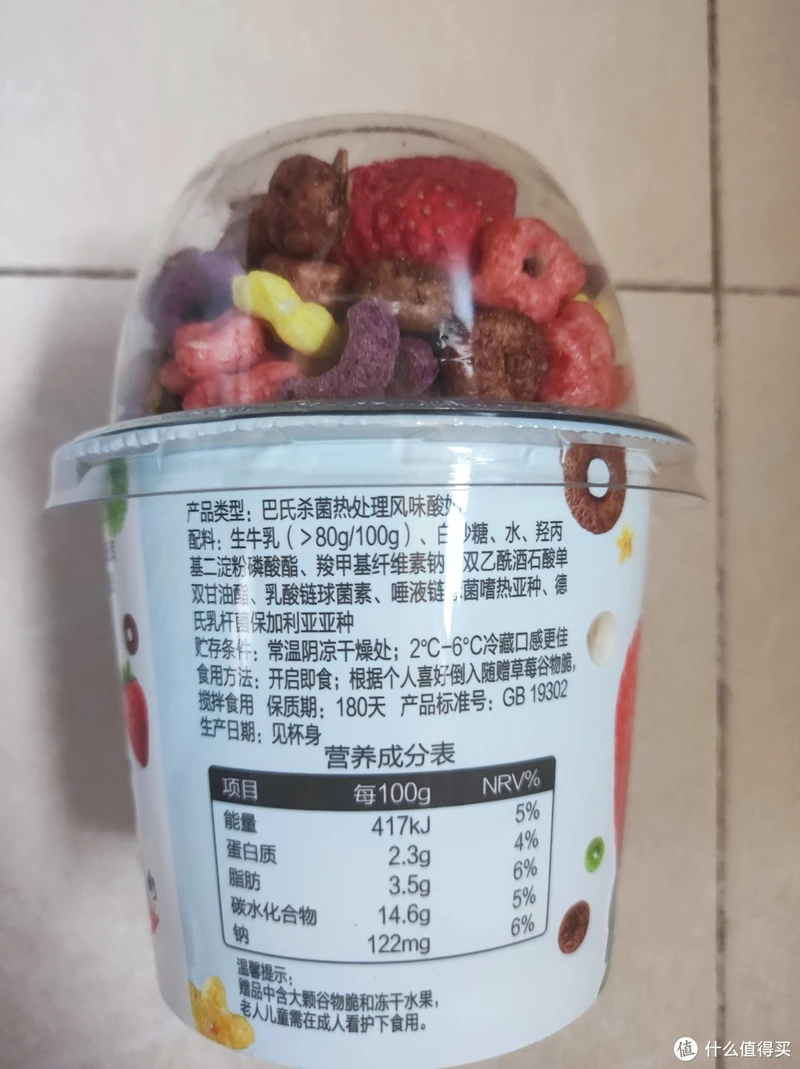 产品类型：巴氏杀菌热处理风味酸奶
配料：生牛乳（>80g/100g）、白砂糖、水、羟丙
基二淀粉磷酸酯、羧甲基纤维素钠、双乙酰酒石酸单
双甘油酯、乳酸链球菌素、唾液链球菌嗜热亚种、德
氏乳杆菌保加利亚亚种
贮存条件：常温阴凉干燥处；2℃-6℃冷藏口感更佳
食用方法：开启即食；根据个人喜好倒入随赠草莓谷物脆，
搅拌食用 保质期：180天 产品标准号：GB 19302
生产日期：见杯身
营养成分表
项目 每100g NRV%
能量 417kJ 5%
蛋白质 2.3g 4%
脂肪 3.5g 6%
碳水化合物 14.6g 5%
钠 122mg 6%
温馨提示：
赠品中含大颗谷物脆和冻干水果，
老人儿童需在成人看护下食用。
值 什么值得买